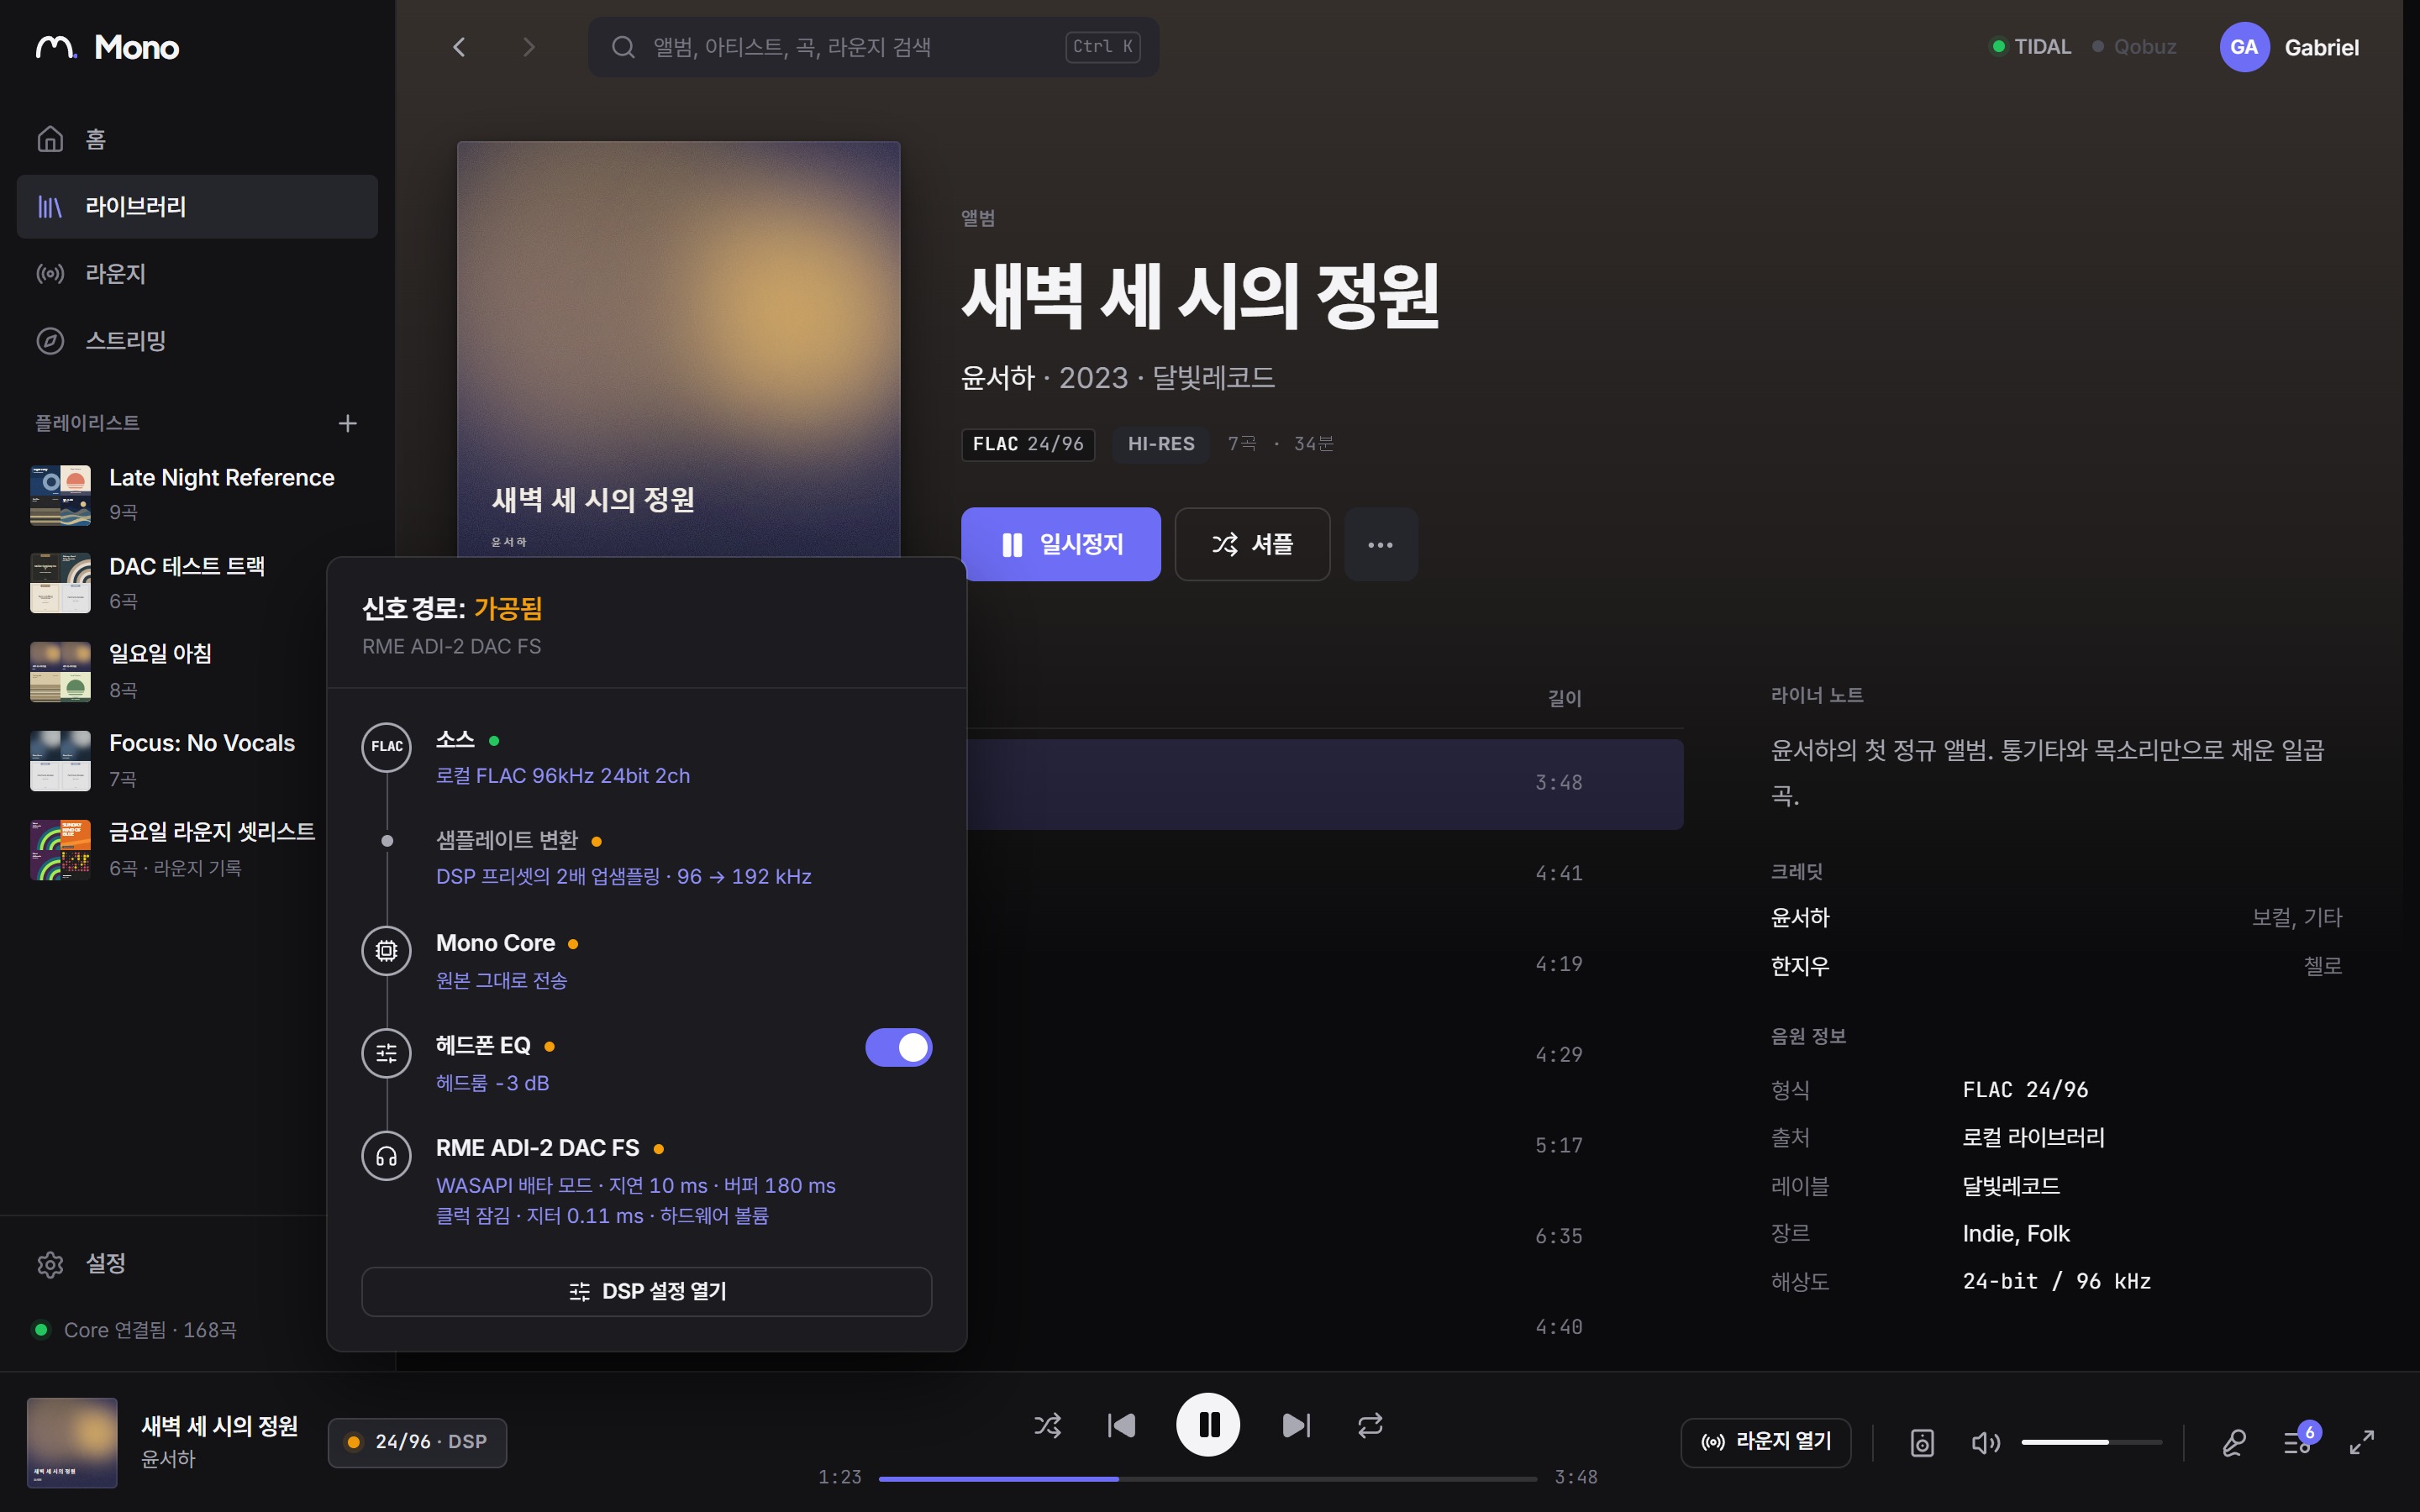 Mono
앨범, 아티스트, 곡, 라운지 검색
Ctrl K
TIDAL
Qobuz
GA
Gabriel
홈
라이브러리
라운지
스트리밍
플레이리스트
Late Night Reference
9곡
DAC 테스트 트랙
6곡
일요일 아침
8곡
Focus: No Vocals
7곡
금요일 라운지 셋리스트
6곡 · 라운지 기록
설정
Core 연결됨 · 168곡
새벽 세 시의 정원
윤서하
앨범
새벽 세 시의 정원
윤서하 · 2023 · 달빛레코드
FLAC 24/96
HI-RES
7곡 · 34분
일시정지
셔플
신호 경로: 가공됨
RME ADI-2 DAC FS
FLAC
소스
로컬 FLAC 96kHz 24bit 2ch
샘플레이트 변환
DSP 프리셋의 2배 업샘플링 · 96 → 192 kHz
Mono Core
원본 그대로 전송
헤드폰 EQ
헤드룸 -3 dB
RME ADI-2 DAC FS
WASAPI 배타 모드 · 지연 10 ms · 버퍼 180 ms
클럭 잠김 · 지터 0.11 ms · 하드웨어 볼륨
DSP 설정 열기
길이
3:48
4:41
4:19
4:29
5:17
6:35
4:40
라이너 노트
윤서하의 첫 정규 앨범. 통기타와 목소리만으로 채운 일곱
곡.
크레딧
윤서하
보컬, 기타
한지우
첼로
음원 정보
형식
FLAC 24/96
출처
로컬 라이브러리
레이블
달빛레코드
장르
Indie, Folk
해상도
24-bit / 96 kHz
새벽 세 시의 정원
새벽 세 시의 정원
윤서하
24/96 · DSP
1:23
3:48
라운지 열기
6